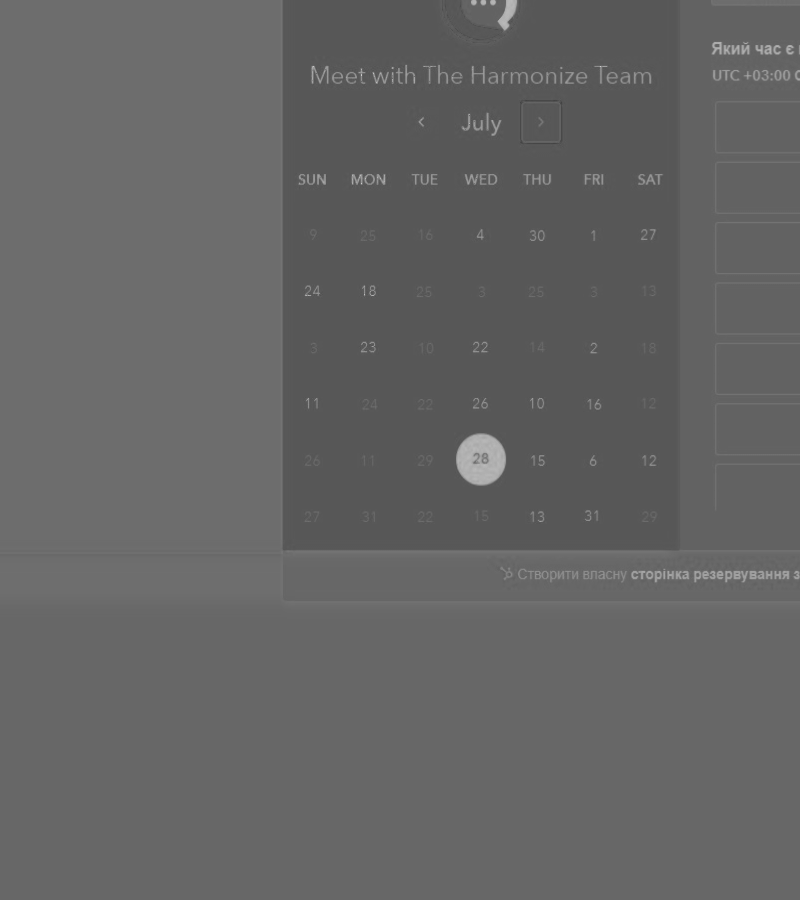 Який час є
Meet with The Harmonize Team
UTC +03:00
July
SUN MON TUE WED THU FRI SAT
9 25 16 4 30 1 27
24 18 25 3 25 3 13
3 23 10 22 14 2 18
11 24 22 26 10 16 12
26 11 29 28 15 6 12
27 31 22 15 13 31 29
Створити власну сторінка резервування